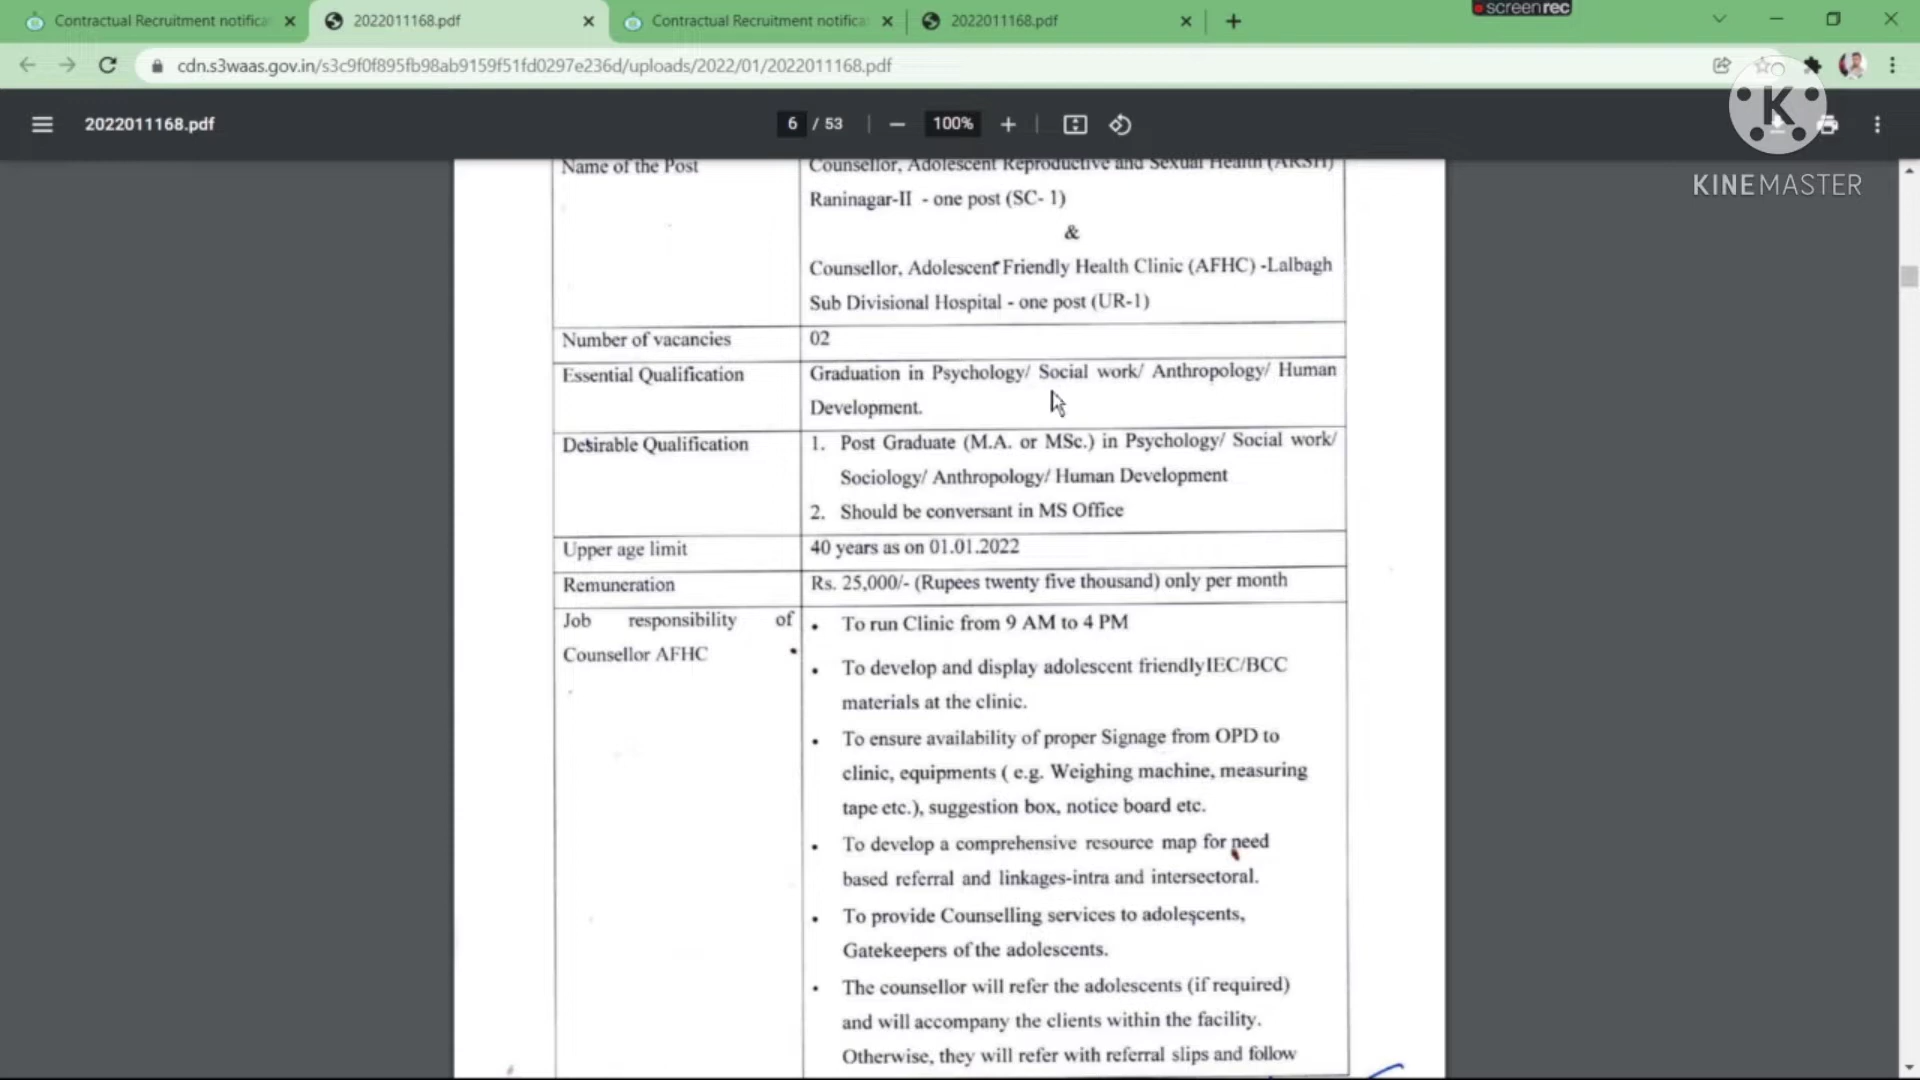 Contractual Recruitment notifica
2022011168.pdf
Contractual Recruitment notifica
2022011168.pdf
screenrec
cdn.s3waas.gov.in/s3c9f0f895fb98ab9159f51fd0297e236d/uploads/2022/01/2022011168.pdf
2022011168.pdf
6 / 53
100%
K
KINEMASTER
Name of the Post
Counsellor, Adolescent Reproductive and Sexual Health (ARSH)
Raninagar-II - one post (SC- 1)
&
Counsellor, Adolescent Friendly Health Clinic (AFHC) -Lalbagh
Sub Divisional Hospital - one post (UR-1)
Number of vacancies
02
Essential Qualification
Graduation in Psychology/ Social work/ Anthropology/ Human
Development.
Desirable Qualification
1. Post Graduate (M.A. or MSc.) in Psychology/ Social work/
Sociology/ Anthropology/ Human Development
2. Should be conversant in MS Office
Upper age limit
40 years as on 01.01.2022
Remuneration
Rs. 25,000/- (Rupees twenty five thousand) only per month
Job responsibility of
Counsellor AFHC
• To run Clinic from 9 AM to 4 PM
• To develop and display adolescent friendly IEC/BCC
materials at the clinic.
• To ensure availability of proper Signage from OPD to
clinic, equipments ( e.g. Weighing machine, measuring
tape etc.), suggestion box, notice board etc.
• To develop a comprehensive resource map for need
based referral and linkages-intra and intersectoral.
• To provide Counselling services to adolescents,
Gatekeepers of the adolescents.
• The counsellor will refer the adolescents (if required)
and will accompany the clients within the facility.
Otherwise, they will refer with referral slips and follow